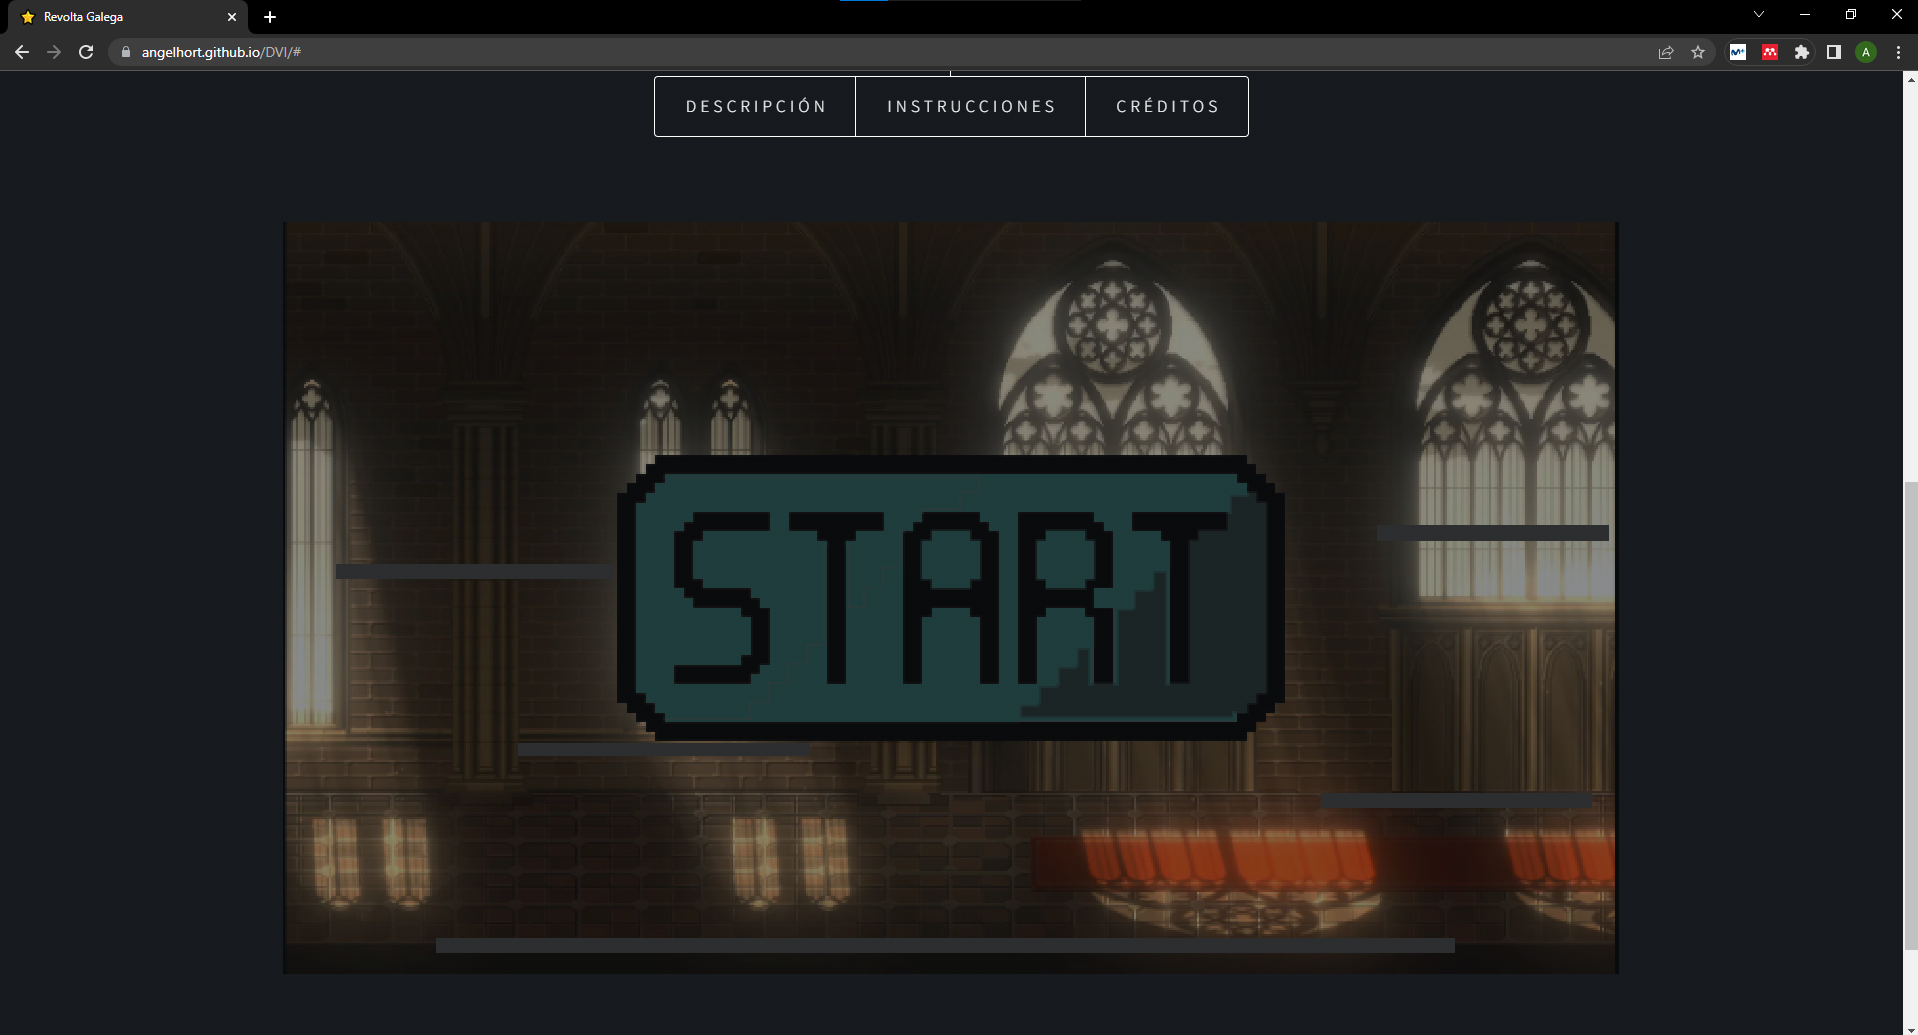 Revolta Galega
angelhort.github.io/DVI/#
A
DESCRIPCIÓN
INSTRUCCIONES
CRÉDITOS
START